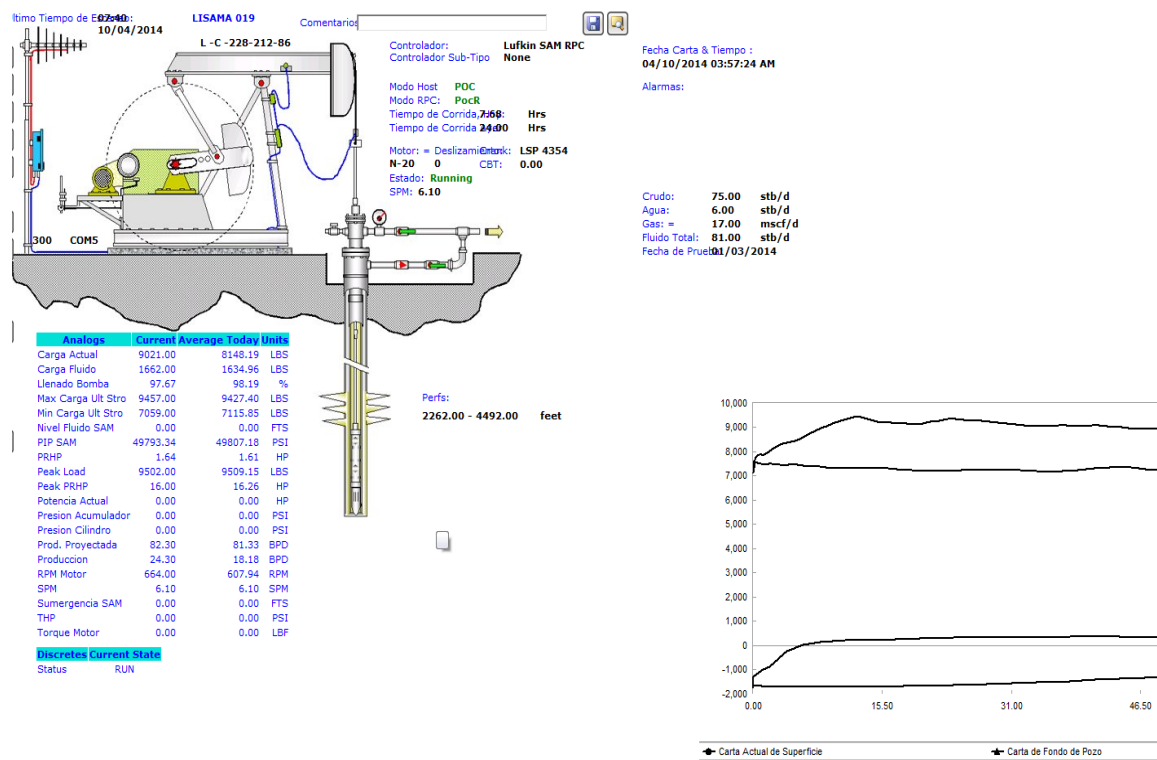 ltimo Tiempo de Es
07:40
10/04/2014
LISAMA 019
Comentarios
L -C -228-212-86
Controlador: Lufkin SAM RPC
Controlador Sub-Tipo None
Modo Host POC
Modo RPC: PocR
Tiempo de Corrida, Hoy: 7.68 Hrs
Tiempo de Corrida Ayer: 24.00 Hrs
Motor: = Deslizamiento: LSP 4354
N-20 0 CBT: 0.00
Estado: Running
SPM: 6.10
300 COM5
Fecha Carta & Tiempo :
04/10/2014 03:57:24 AM
Alarmas:
Crudo: 75.00 stb/d
Agua: 6.00 stb/d
Gas: = 17.00 mscf/d
Fluido Total: 81.00 stb/d
Fecha de Prueba: 01/03/2014
Analogs Current Average Today Units
Carga Actual 9021.00 8148.19 LBS
Carga Fluido 1662.00 1634.96 LBS
Llenado Bomba 97.67 98.19 %
Max Carga Ult Stro 9457.00 9427.40 LBS
Min Carga Ult Stro 7059.00 7115.85 LBS
Nivel Fluido SAM 0.00 0.00 FTS
PIP SAM 49793.34 49807.18 PSI
PRHP 1.64 1.61 HP
Peak Load 9502.00 9509.15 LBS
Peak PRHP 16.00 16.26 HP
Potencia Actual 0.00 0.00 HP
Presion Acumulador 0.00 0.00 PSI
Presion Cilindro 0.00 0.00 PSI
Prod. Proyectada 82.30 81.33 BPD
Produccion 24.30 18.18 BPD
RPM Motor 664.00 607.94 RPM
SPM 6.10 6.10 SPM
Sumergencia SAM 0.00 0.00 FTS
THP 0.00 0.00 PSI
Torque Motor 0.00 0.00 LBF
Discretes Current State
Status RUN
Perfs:
2262.00 - 4492.00 feet
10,000
9,000
8,000
7,000
6,000
5,000
4,000
3,000
2,000
1,000
0
-1,000
-2,000
0.00 15.50 31.00 46.50
Carta Actual de Superficie Carta de Fondo de Pozo